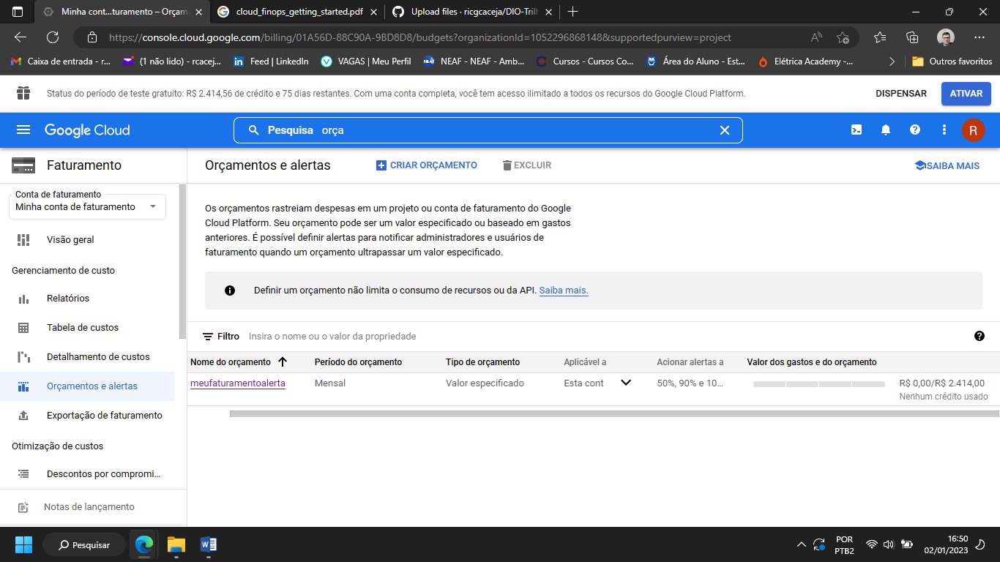 Minha cont...turamento – Orçam
cloud_finops_getting_started.pdf
Upload files · ricgcaceja/DIO-Tril
https://console.cloud.google.com/billing/01A56D-88C90A-9BD8D8/budgets?organizationId=1052296868148&supportedpurview=project
Caixa de entrada - r...
(1 não lido) - rcacej...
Feed | LinkedIn
VAGAS | Meu Perfil
NEAF - NEAF - Amb...
Cursos - Cursos Co...
Área do Aluno - Est...
Elétrica Academy -...
Outros favoritos
Status do período de teste gratuito: R$ 2.414,56 de crédito e 75 dias restantes. Com uma conta completa, você tem acesso ilimitado a todos os recursos do Google Cloud Platform.
DISPENSAR
ATIVAR
Google Cloud
Pesquisa orça
R
Faturamento
Orçamentos e alertas
CRIAR ORÇAMENTO
EXCLUIR
SAIBA MAIS
Conta de faturamento
Minha conta de faturamento
Visão geral
Gerenciamento de custo
Relatórios
Tabela de custos
Detalhamento de custos
Orçamentos e alertas
Exportação de faturamento
Otimização de custos
Descontos por compromi...
Notas de lançamento
Os orçamentos rastreiam despesas em um projeto ou conta de faturamento do Google
Cloud Platform. Seu orçamento pode ser um valor especificado ou baseado em gastos
anteriores. É possível definir alertas para notificar administradores e usuários de
faturamento quando um orçamento ultrapassar um valor especificado.
Definir um orçamento não limita o consumo de recursos ou da API. Saiba mais.
Filtro Insira o nome ou o valor da propriedade
Nome do orçamento
Período do orçamento
Tipo de orçamento
Aplicável a
Acionar alertas a
Valor dos gastos e do orçamento
meufaturamentoalerta
Mensal
Valor especificado
Esta cont
50%, 90% e 10...
R$ 0,00/R$ 2.414,00
Nenhum crédito usado
Pesquisar
POR
PTB2
16:50
02/01/2023